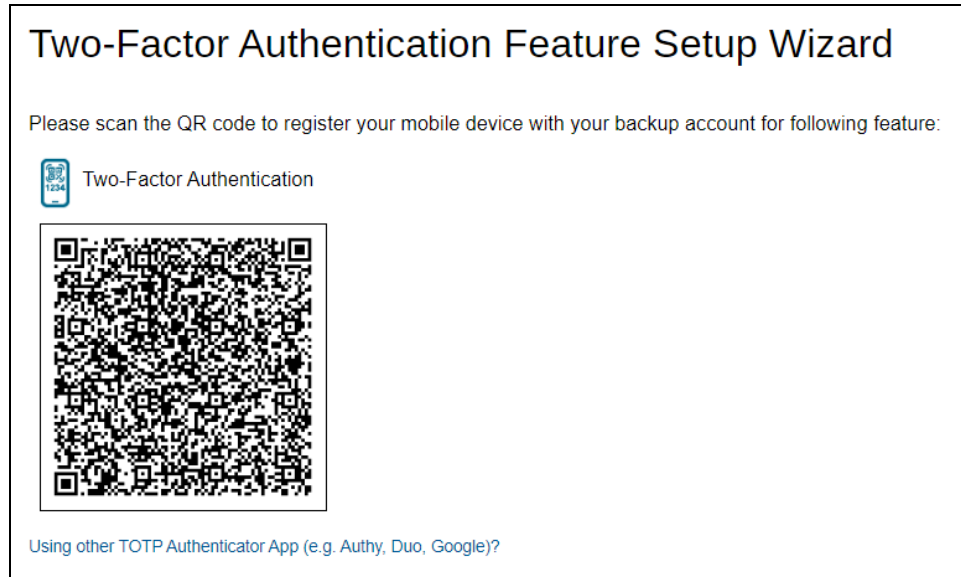 Two-Factor Authentication Feature Setup Wizard
Please scan the QR code to register your mobile device with your backup account for following feature:
1234
Two-Factor Authentication
Using other TOTP Authenticator App (e.g. Authy, Duo, Google)?